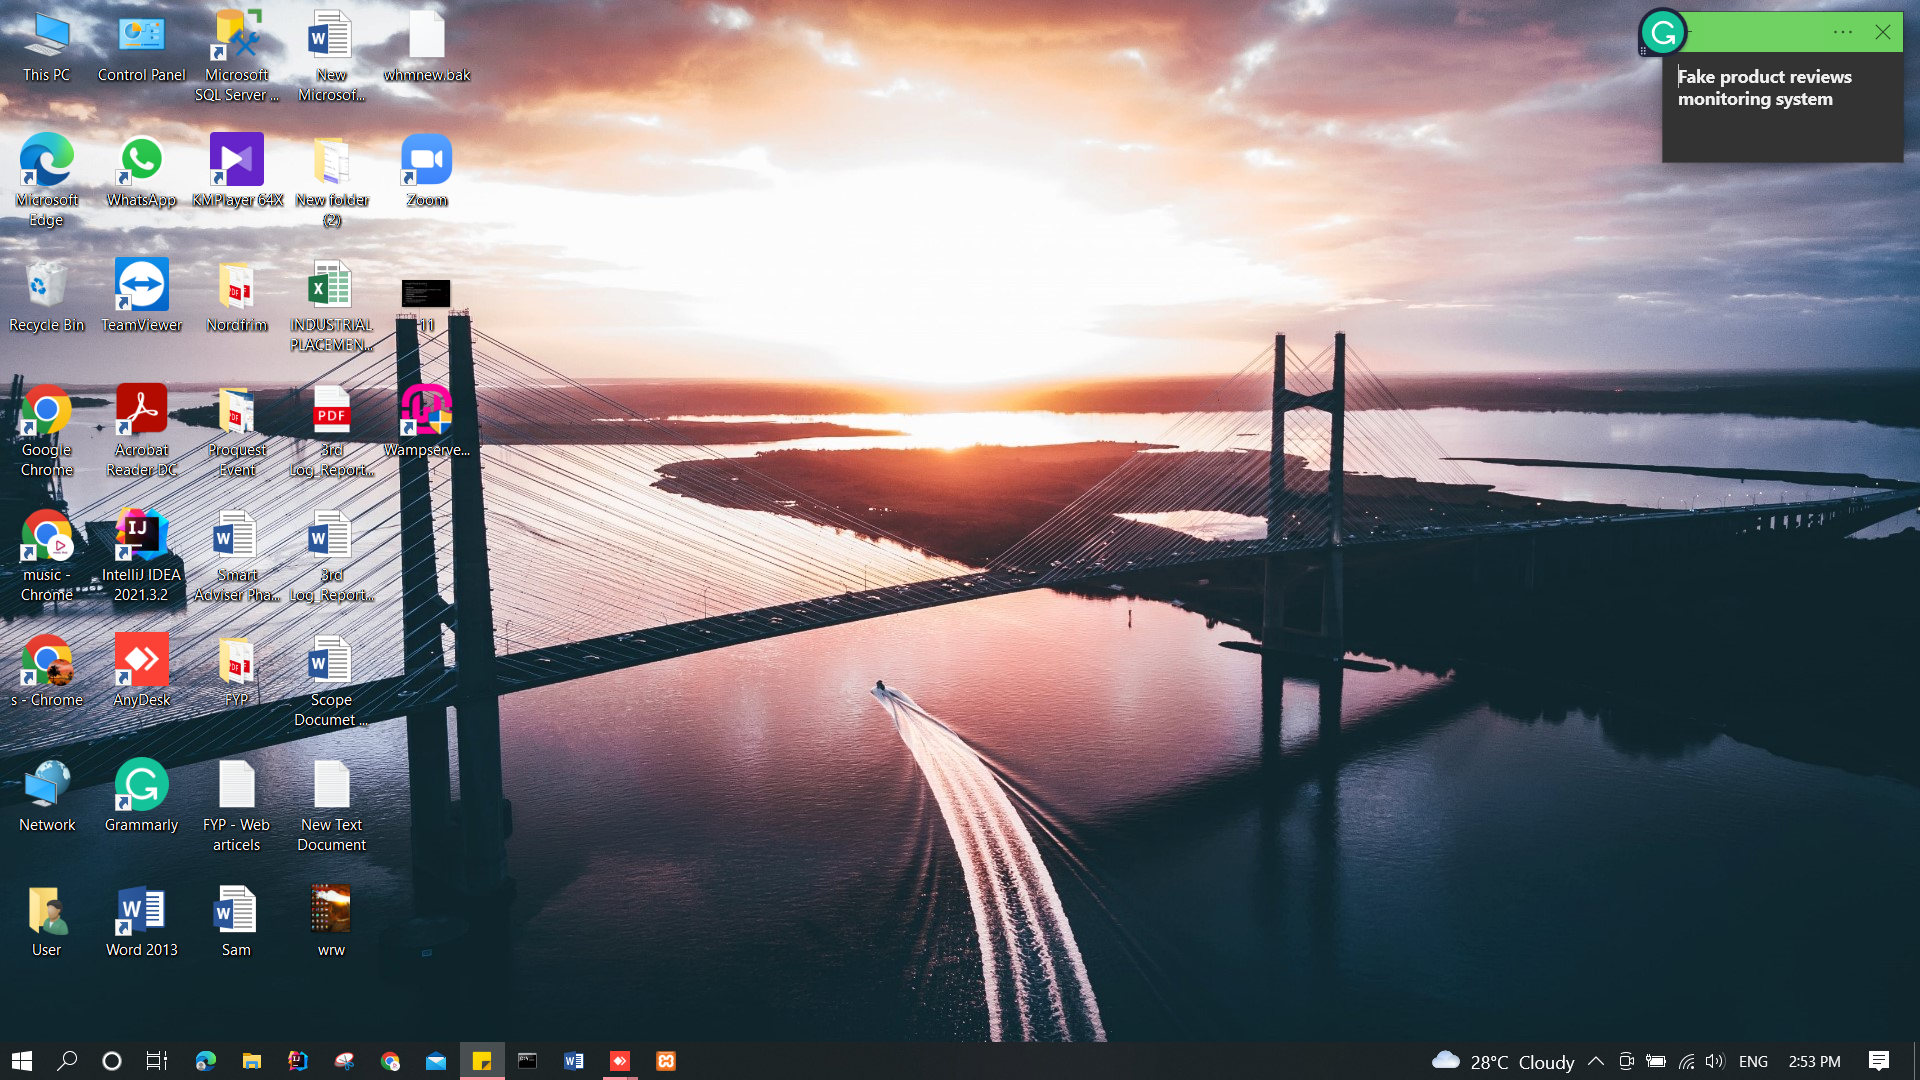 This PC
Control Panel
Microsoft
SQL Server ...
New
Microsof...
whmnew.bak
Microsoft
Edge
WhatsApp
KMPlayer 64X
New folder
(2)
Zoom
Recycle Bin
TeamViewer
Nordfrim
INDUSTRIAL
PLACEMEN...
11
Google
Chrome
Acrobat
Reader DC
Proquest
Event
PDF
3rd
Log_Report...
Wampserve...
music -
Chrome
IJ
IntelliJ IDEA
2021.3.2
Smart
Adviser Pha...
3rd
Log_Report...
s - Chrome
AnyDesk
FYP
Scope
Documet ...
Network
Grammarly
FYP - Web
articels
New Text
Document
User
Word 2013
Sam
wrw
Fake product reviews
monitoring system
28°C Cloudy
ENG
2:53 PM